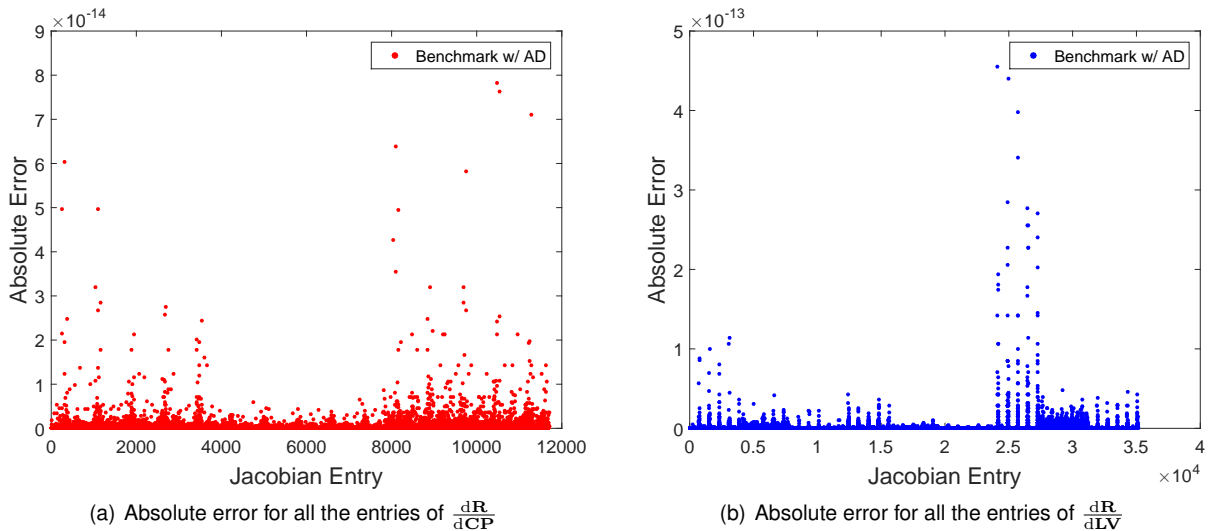 ×10⁻¹⁴
9
8
7
6
5
4
3
2
1
0
Absolute Error
Benchmark w/ AD
0 2000 4000 6000 8000 10000 12000
Jacobian Entry
(a) Absolute error for all the entries of dR/dCP
×10⁻¹³
5
4
3
2
1
0
Absolute Error
Benchmark w/ AD
0 0.5 1 1.5 2 2.5 3 3.5 4
×10⁴
Jacobian Entry
(b) Absolute error for all the entries of dR/dLV